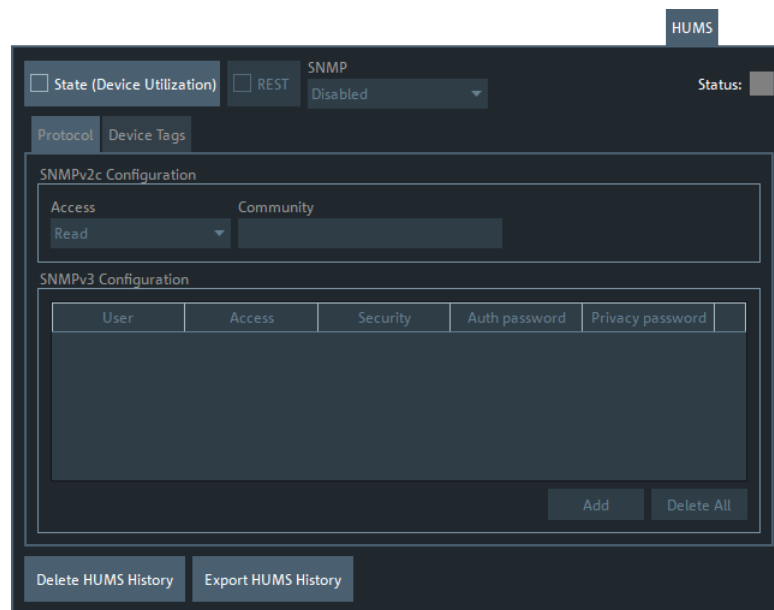 HUMS
State (Device Utilization)
REST
SNMP
Disabled
Status:
Protocol
Device Tags
SNMPv2c Configuration
Access
Community
Read
SNMPv3 Configuration
User
Access
Security
Auth password
Privacy password
Add
Delete All
Delete HUMS History
Export HUMS History